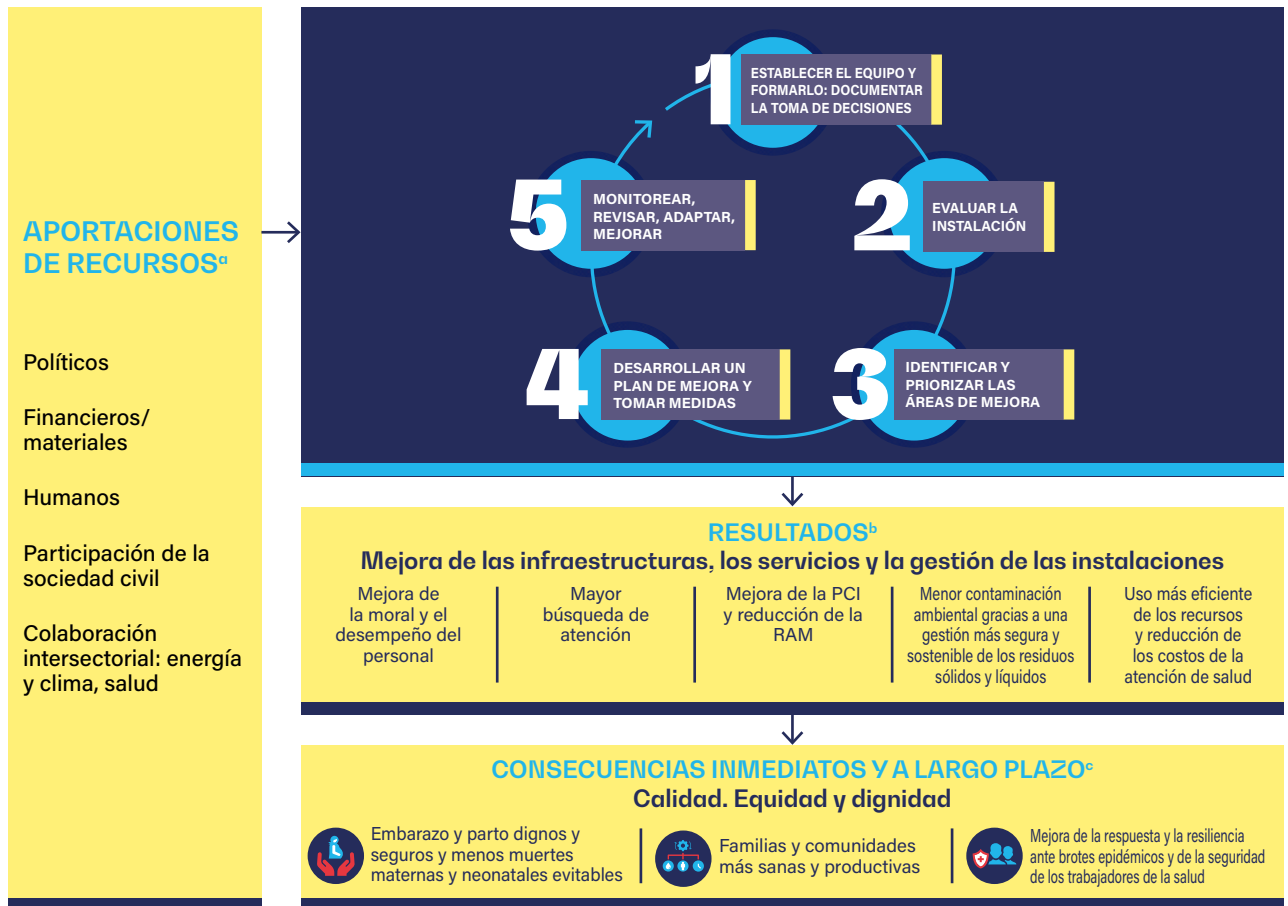 APORTACIONES
DE RECURSOSᵃ
Políticos
Financieros/
materiales
Humanos
Participación de la
sociedad civil
Colaboración
intersectorial: energía
y clima, salud
1
ESTABLECER EL EQUIPO Y
FORMARLO: DOCUMENTAR
LA TOMA DE DECISIONES
2
EVALUAR LA
INSTALACIÓN
3
IDENTIFICAR Y
PRIORIZAR LAS
ÁREAS DE MEJORA
4
DESARROLLAR UN
PLAN DE MEJORA Y
TOMAR MEDIDAS
5
MONITOREAR,
REVISAR, ADAPTAR,
MEJORAR
RESULTADOSᵇ
Mejora de las infraestructuras, los servicios y la gestión de las instalaciones
Mejora de
la moral y el
desempeño del
personal
Mayor
búsqueda de
atención
Mejora de la PCI
y reducción de la
RAM
Menor contaminación
ambiental gracias a una
gestión más segura y
sostenible de los residuos
sólidos y líquidos
Uso más eficiente
de los recursos
y reducción de
los costos de la
atención de salud
CONSECUENCIAS INMEDIATOS Y A LARGO PLAZOᶜ
Calidad. Equidad y dignidad
Embarazo y parto dignos y
seguros y menos muertes
maternas y neonatales evitables
Familias y comunidades
más sanas y productivas
Mejora de la respuesta y la resiliencia
ante brotes epidémicos y de la seguridad
de los trabajadores de la salud